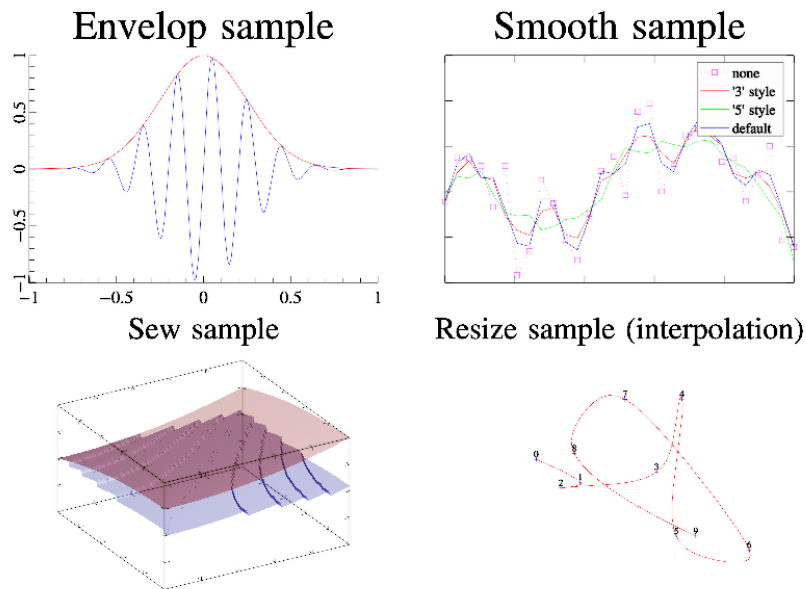 Envelop sample
Smooth sample
1
0.5
0
−0.5
−1
−1
−0.5
0
0.5
1
none
'3' style
'5' style
default
Sew sample
Resize sample (interpolation)
0
1
2
3
4
5
6
7
8
9